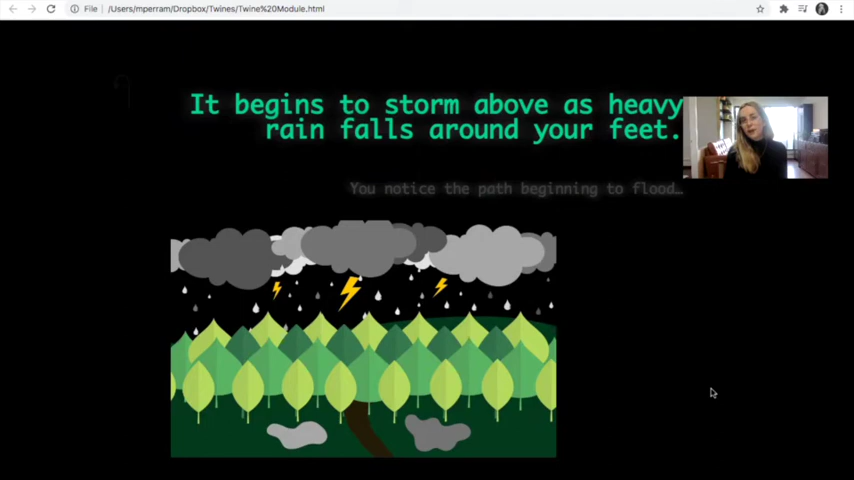 File
/Users/mperram/Dropbox/Twines/Twine%20Module.html
It begins to storm above as heavy
rain falls around your feet.
You notice the path beginning to flood…